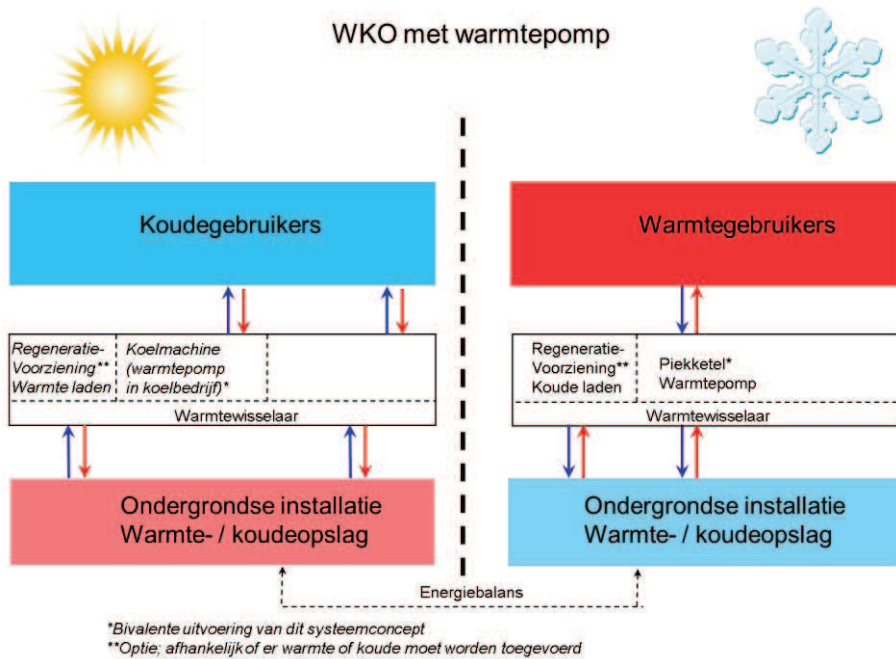 WKO met warmtepomp
Koudegebruikers
Regeneratie-
Voorziening**
Warmte laden
Koelmachine
(warmtepomp
in koelbedrijf)*
Warmtewisselaar
Ondergrondse installatie
Warmte- / koudeopslag
Warmtegebruikers
Regeneratie-
Voorziening**
Koude laden
Piekketel*
Warmtepomp
Warmtewisselaar
Ondergrondse installatie
Warmte- / koudeopslag
Energiebalans
*Bivalente uitvoering van dit systeemconcept
**Optie; afhankelijk of er warmte of koude moet worden toegevoerd